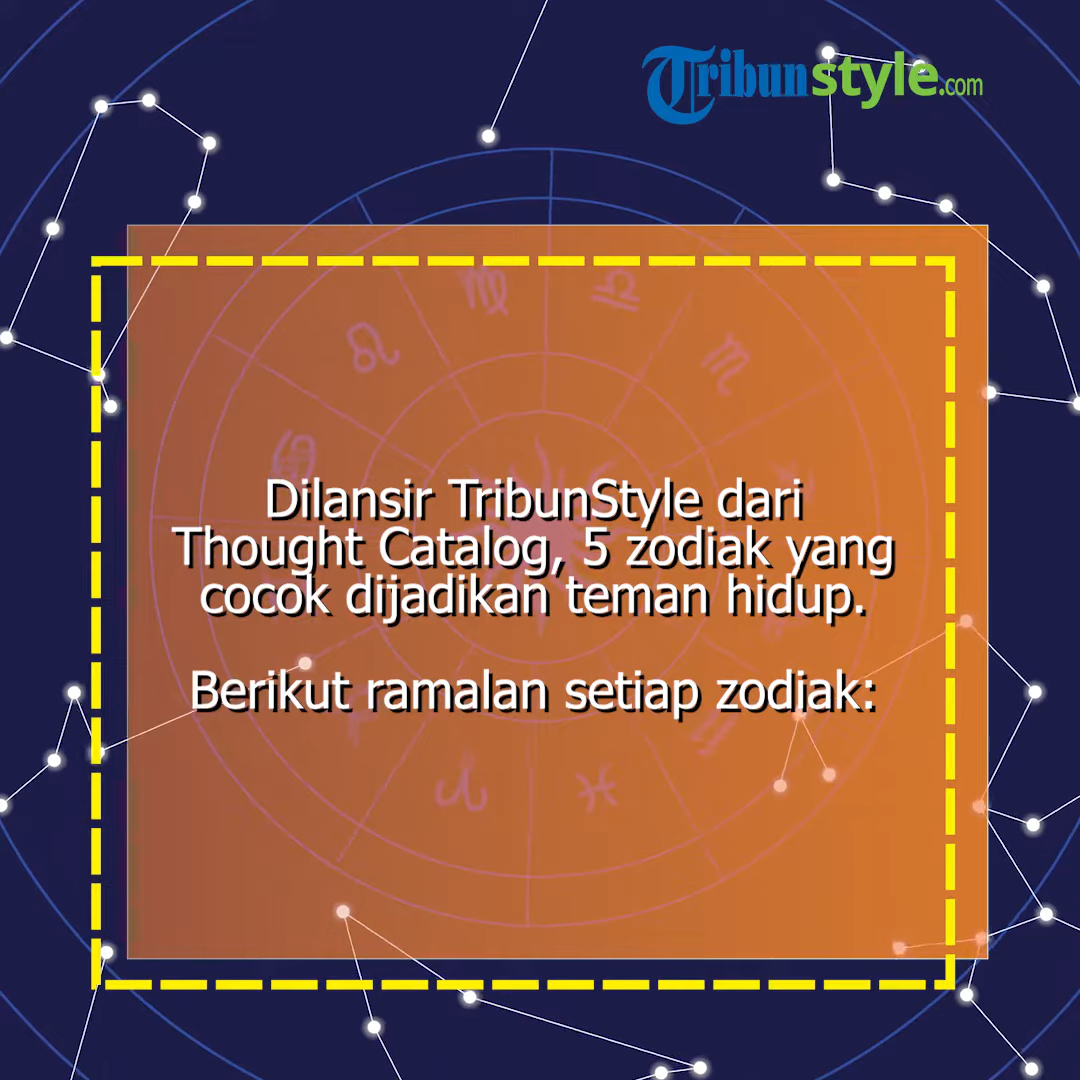 Tribunstyle.com
Dilansir TribunStyle dari
Thought Catalog, 5 zodiak yang
cocok dijadikan teman hidup.
Berikut ramalan setiap zodiak: